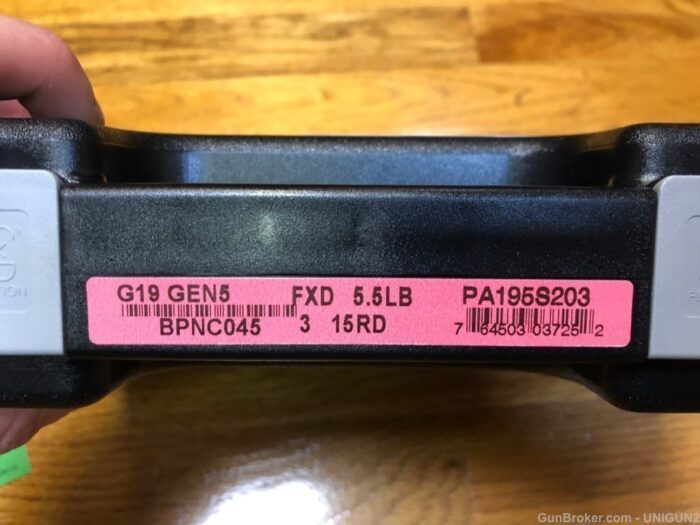 G19 GEN5 FXD 5.5LB PA195S203
BPNC045 3 15RD 7 64503 03725 2
GunBroker.com - UNIGUN2